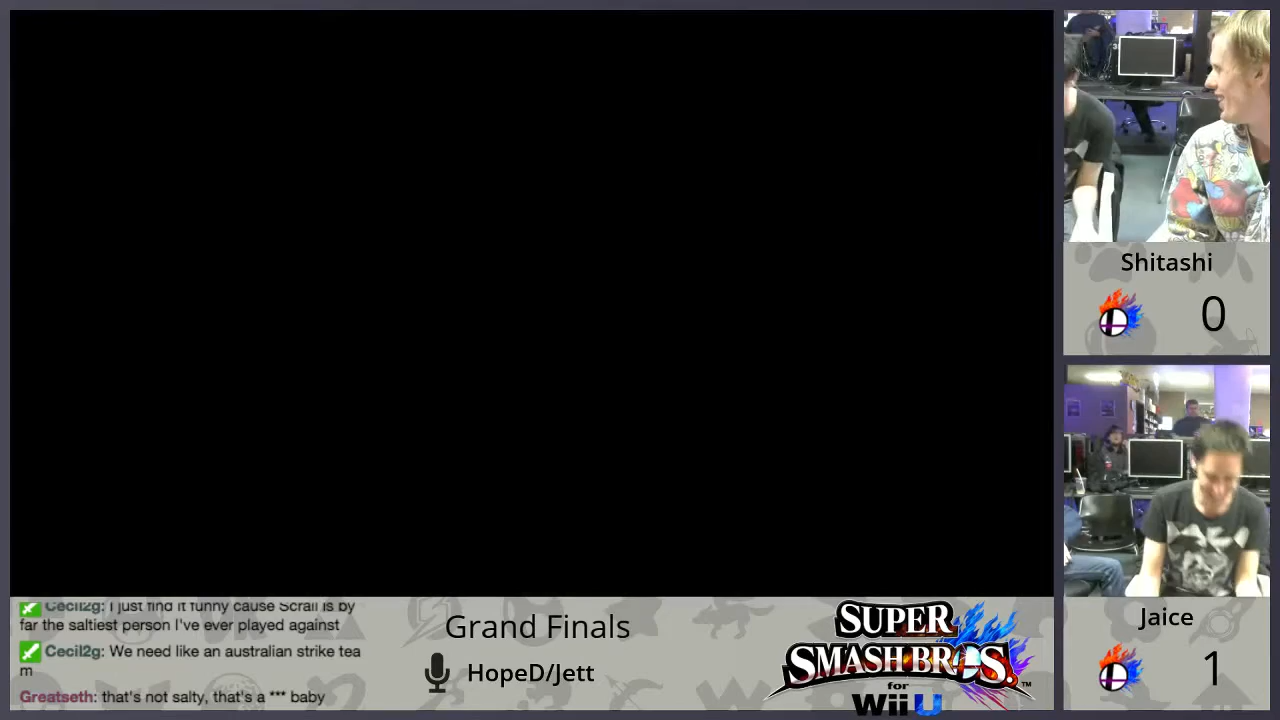 Shitashi
0
Cecil2g: I just find it funny cause Scrall is by
far the saltiest person I've ever played against
Cecil2g: We need like an australian strike tea
m
Greatseth: that's not salty, that's a *** baby
Grand Finals
HopeD/Jett
SUPER
SMASH BROS.™
for
Wii U
Jaice
1